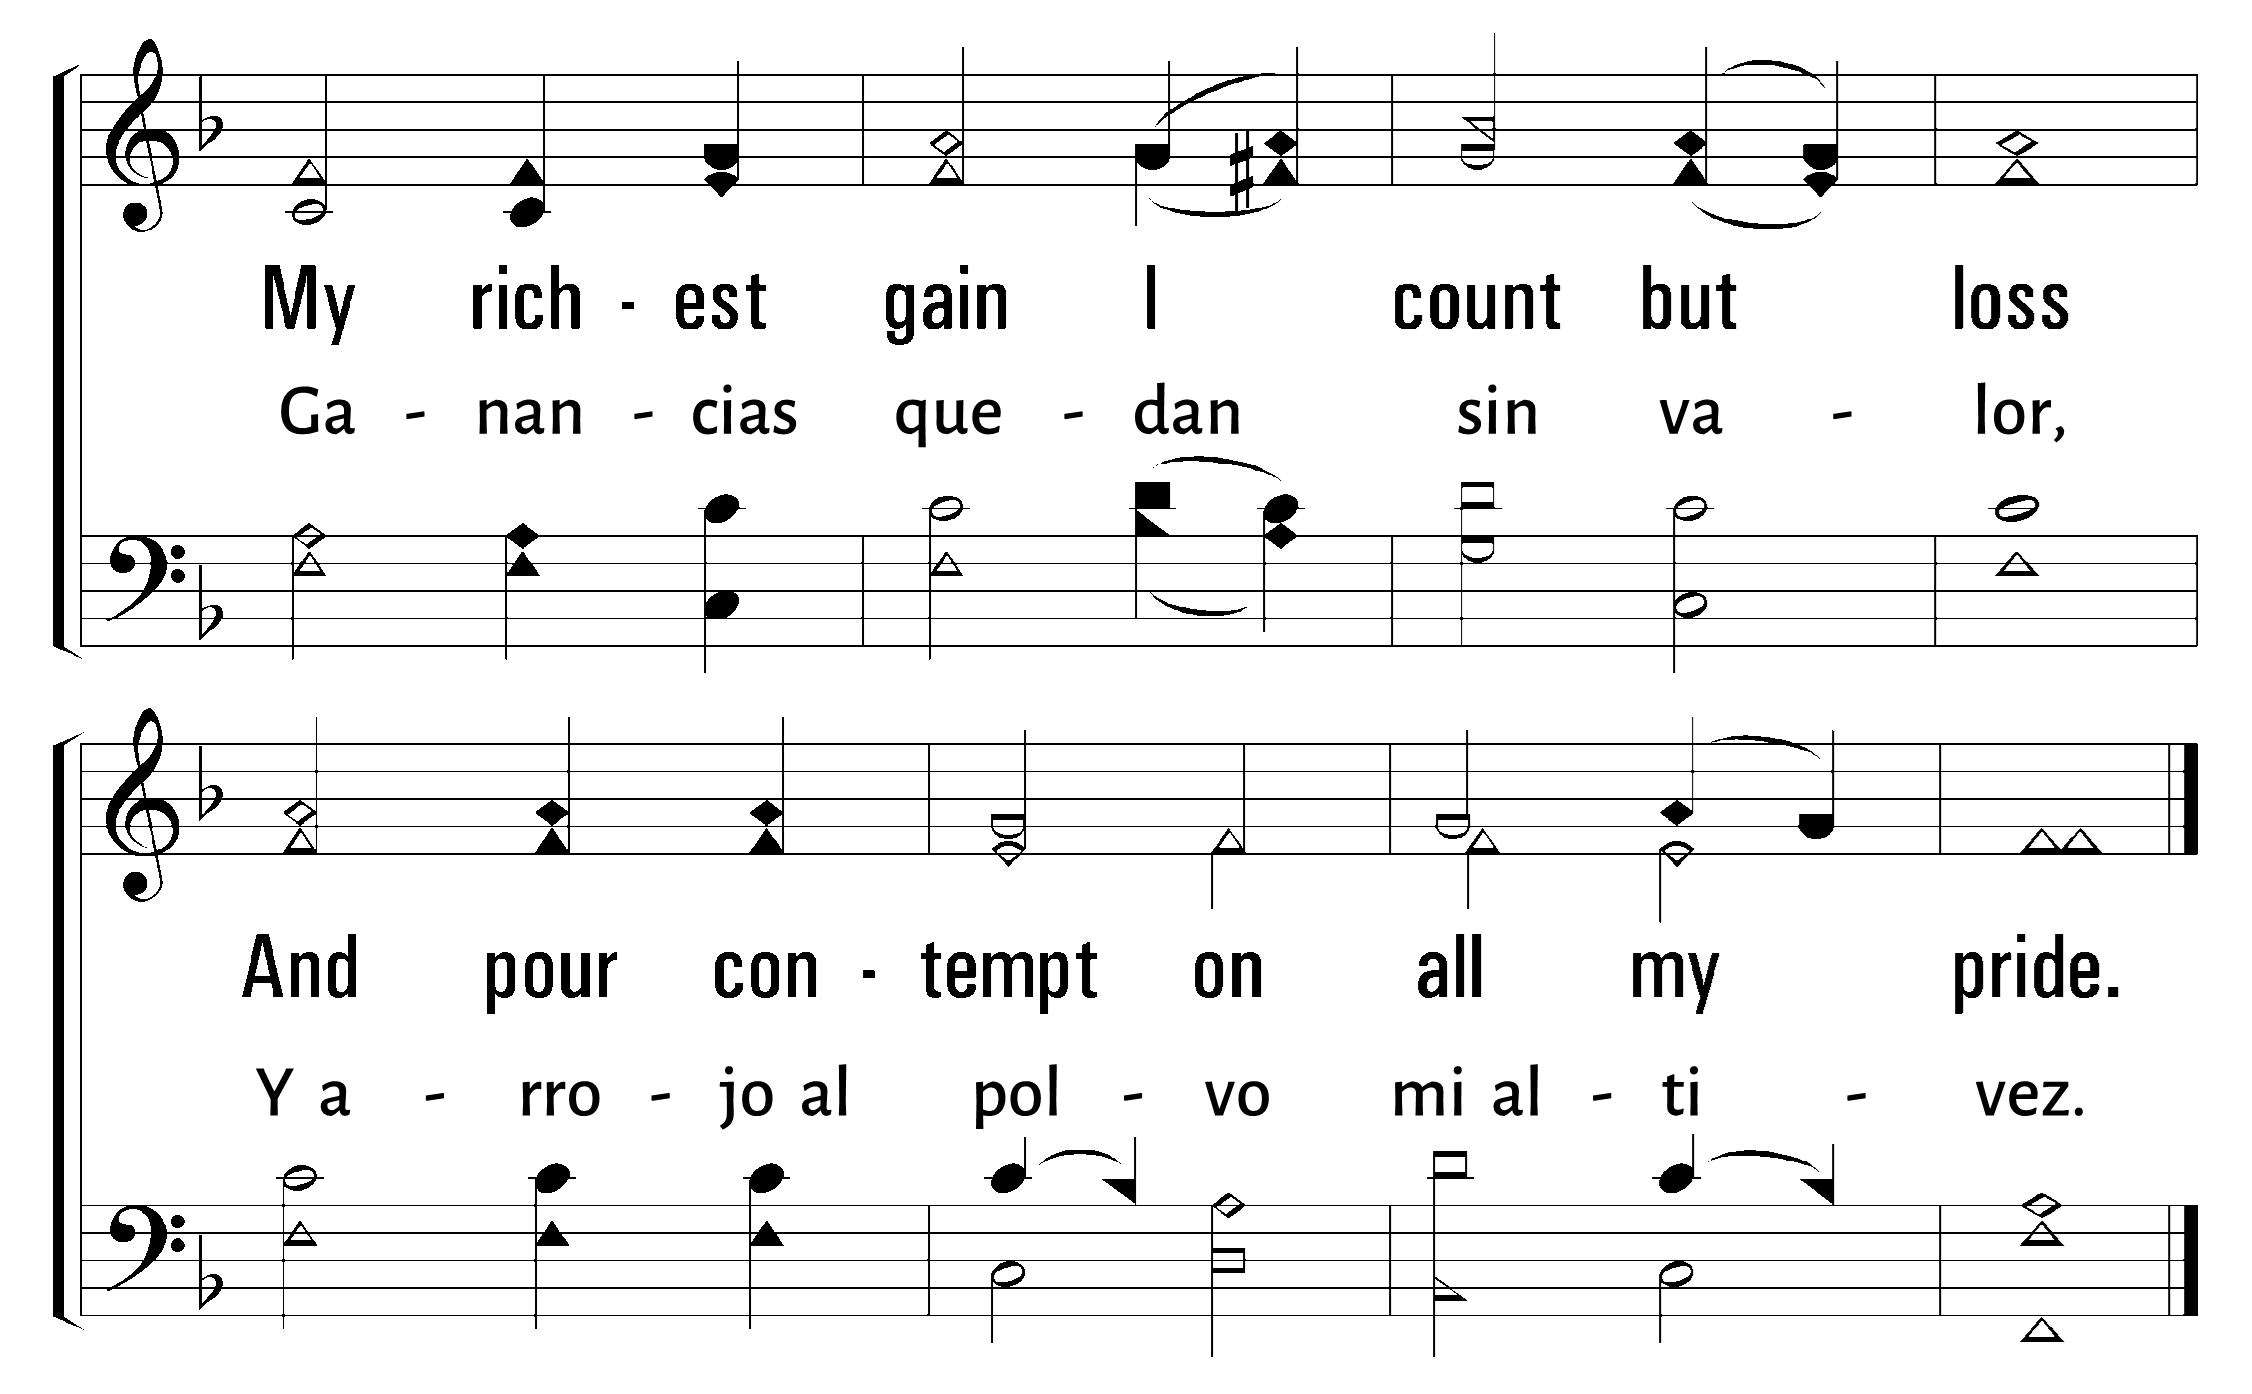 My rich - est gain I count but loss
Ga - nan - cias que - dan sin va - lor,
And pour con - tempt on all my pride.
Y a - rro - jo al pol - vo mi al - ti - vez.